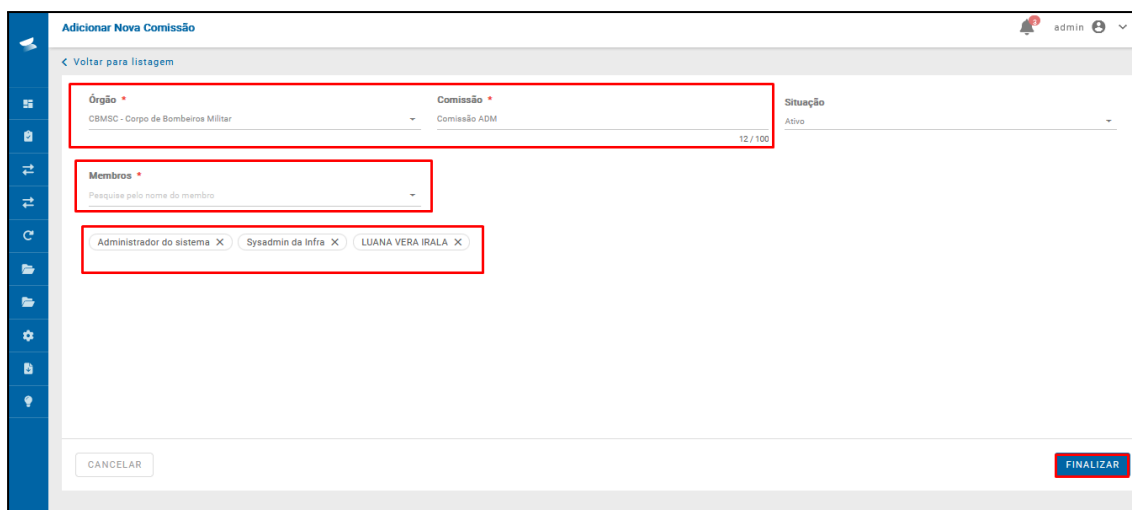 Adicionar Nova Comissão
3
admin
Voltar para listagem
Órgão *
Comissão *
Situação
CBMSC - Corpo de Bombeiros Militar
Comissão ADM
Ativo
12 / 100
Membros *
Pesquise pelo nome do membro
Administrador do sistema X
Sysadmin da Infra X
LUANA VERA IRALA X
CANCELAR
FINALIZAR